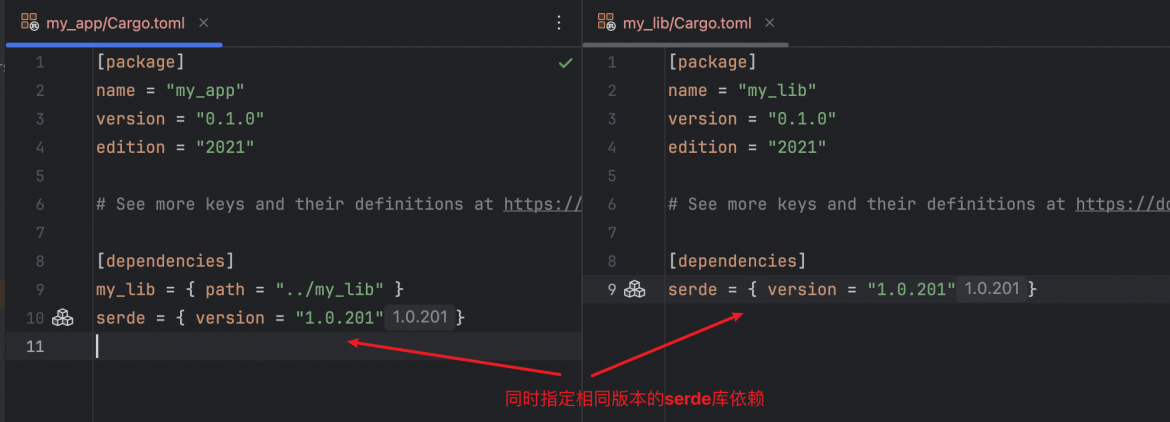 my_app/Cargo.toml
1 [package]
2 name = "my_app"
3 version = "0.1.0"
4 edition = "2021"
5
6 # See more keys and their definitions at https://
7
8 [dependencies]
9 my_lib = { path = "../my_lib" }
10 serde = { version = "1.0.201" 1.0.201 }
11
my_lib/Cargo.toml
1 [package]
2 name = "my_lib"
3 version = "0.1.0"
4 edition = "2021"
5
6 # See more keys and their definitions at https://do
7
8 [dependencies]
9 serde = { version = "1.0.201" 1.0.201 }
同时指定相同版本的serde库依赖